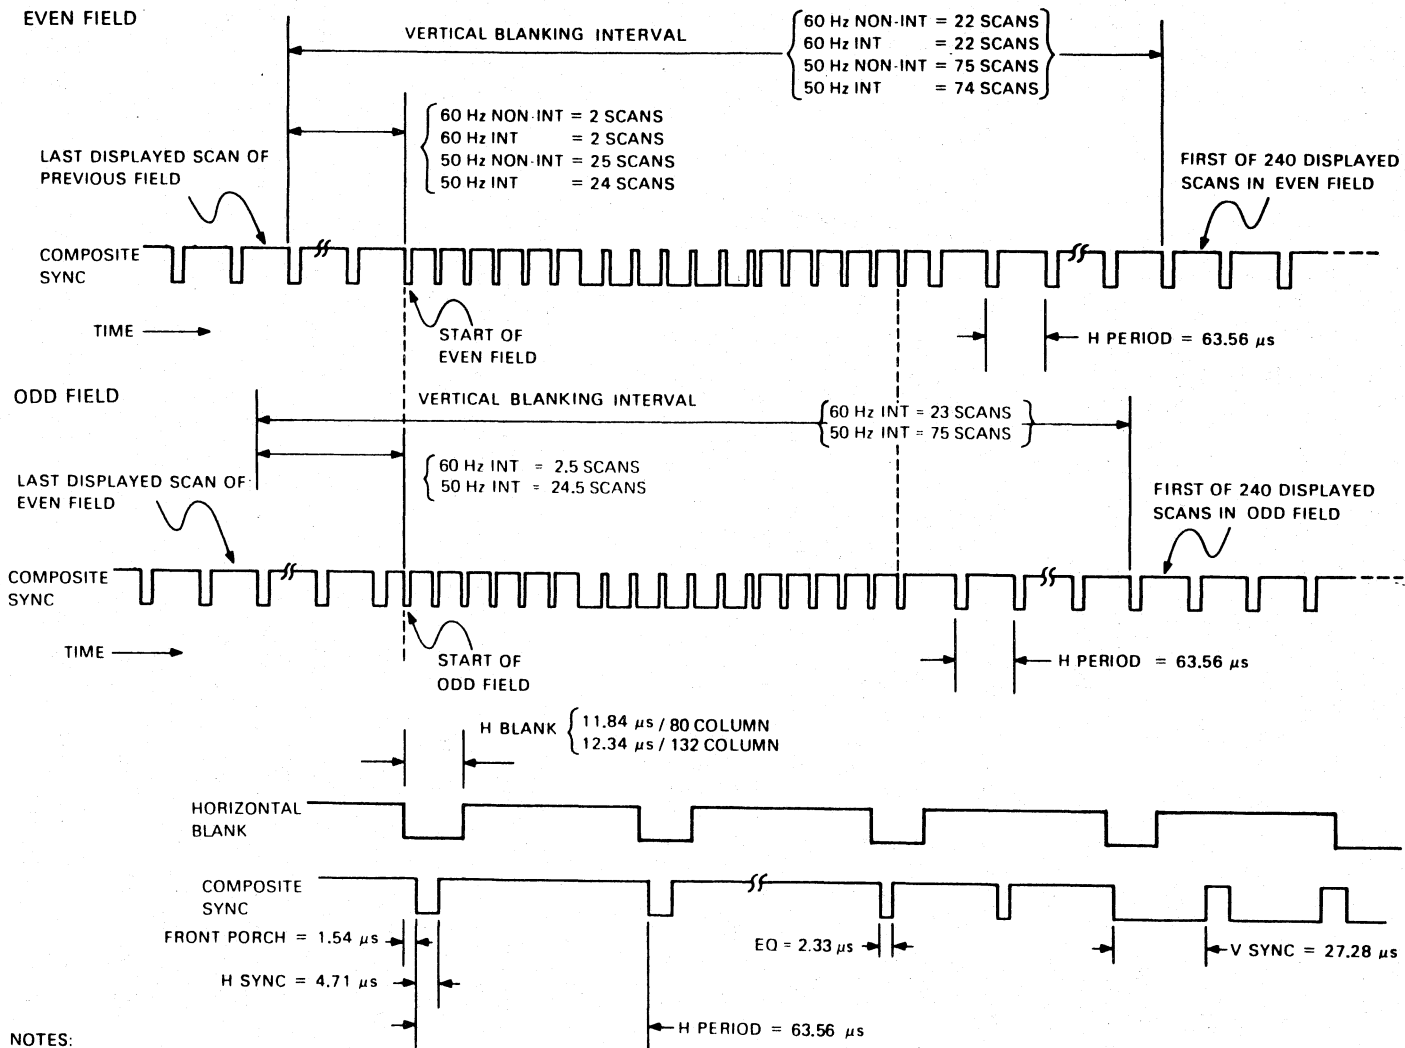 EVEN FIELD
VERTICAL BLANKING INTERVAL
60 Hz NON-INT = 22 SCANS
60 Hz INT = 22 SCANS
50 Hz NON-INT = 75 SCANS
50 Hz INT = 74 SCANS
60 Hz NON-INT = 2 SCANS
60 Hz INT = 2 SCANS
50 Hz NON-INT = 25 SCANS
50 Hz INT = 24 SCANS
LAST DISPLAYED SCAN OF
PREVIOUS FIELD
FIRST OF 240 DISPLAYED
SCANS IN EVEN FIELD
COMPOSITE
SYNC
TIME
START OF
EVEN FIELD
H PERIOD = 63.56 µs
ODD FIELD
VERTICAL BLANKING INTERVAL
60 Hz INT = 23 SCANS
50 Hz INT = 75 SCANS
60 Hz INT = 2.5 SCANS
50 Hz INT = 24.5 SCANS
LAST DISPLAYED SCAN OF
EVEN FIELD
FIRST OF 240 DISPLAYED
SCANS IN ODD FIELD
COMPOSITE
SYNC
TIME
START OF
ODD FIELD
H PERIOD = 63.56 µs
H BLANK
11.84 µs / 80 COLUMN
12.34 µs / 132 COLUMN
HORIZONTAL
BLANK
COMPOSITE
SYNC
FRONT PORCH = 1.54 µs
EQ = 2.33 µs
V SYNC = 27.28 µs
H SYNC = 4.71 µs
H PERIOD = 63.56 µs
NOTES: